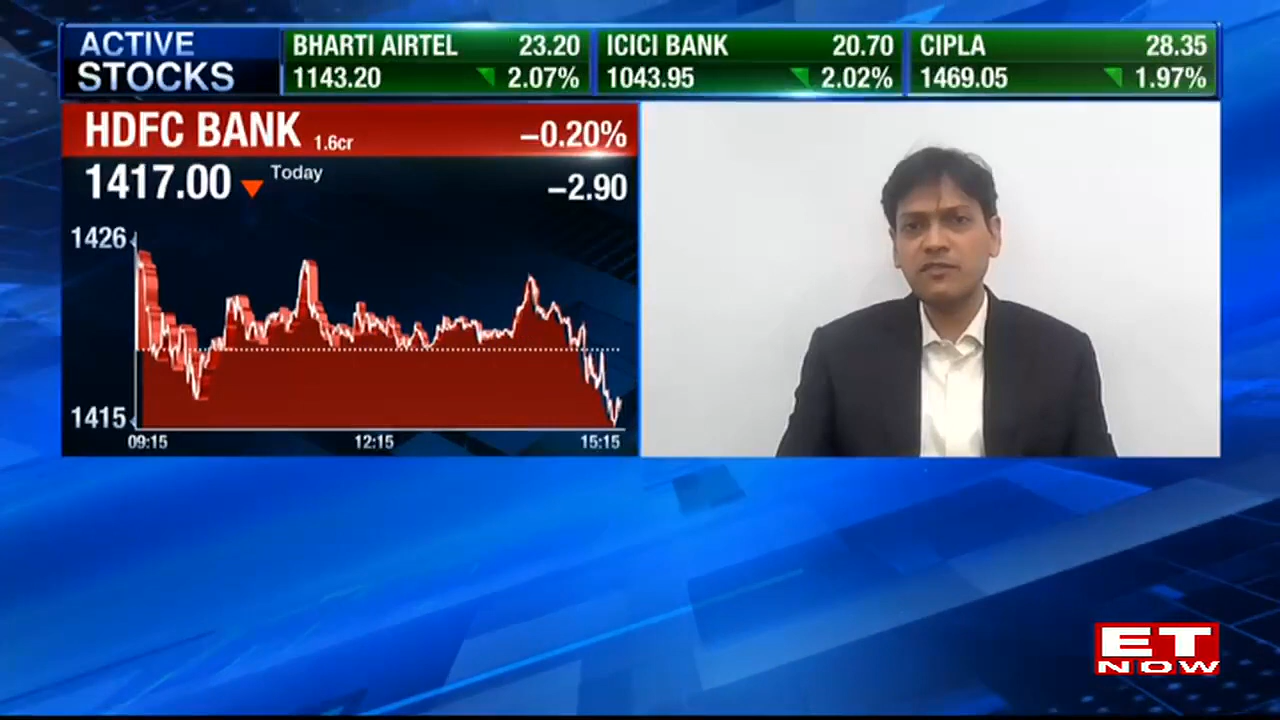 ACTIVE
STOCKS
BHARTI AIRTEL 23.20
1143.20 2.07%
ICICI BANK 20.70
1043.95 2.02%
CIPLA 28.35
1469.05 1.97%
HDFC BANK 1.6cr −0.20%
1417.00 Today −2.90
1426
1415
09:15 12:15 15:15
ET
NOW